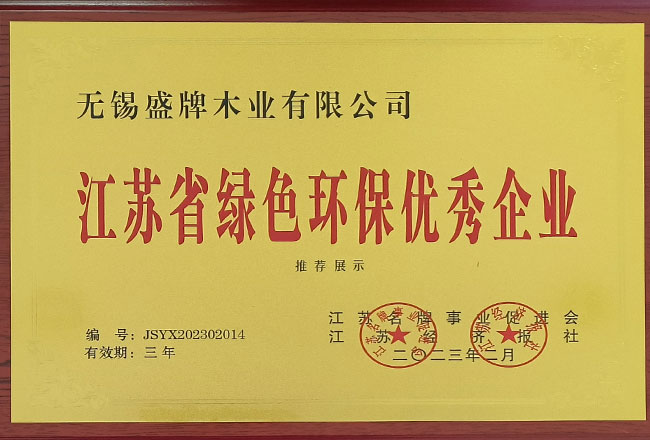 无锡盛牌木业有限公司
江苏省绿色环保优秀企业
推荐展示
江苏名牌事业促进会
编 号：JSYX202302014
江苏经济报社
有效期：三年
二〇二三年二月